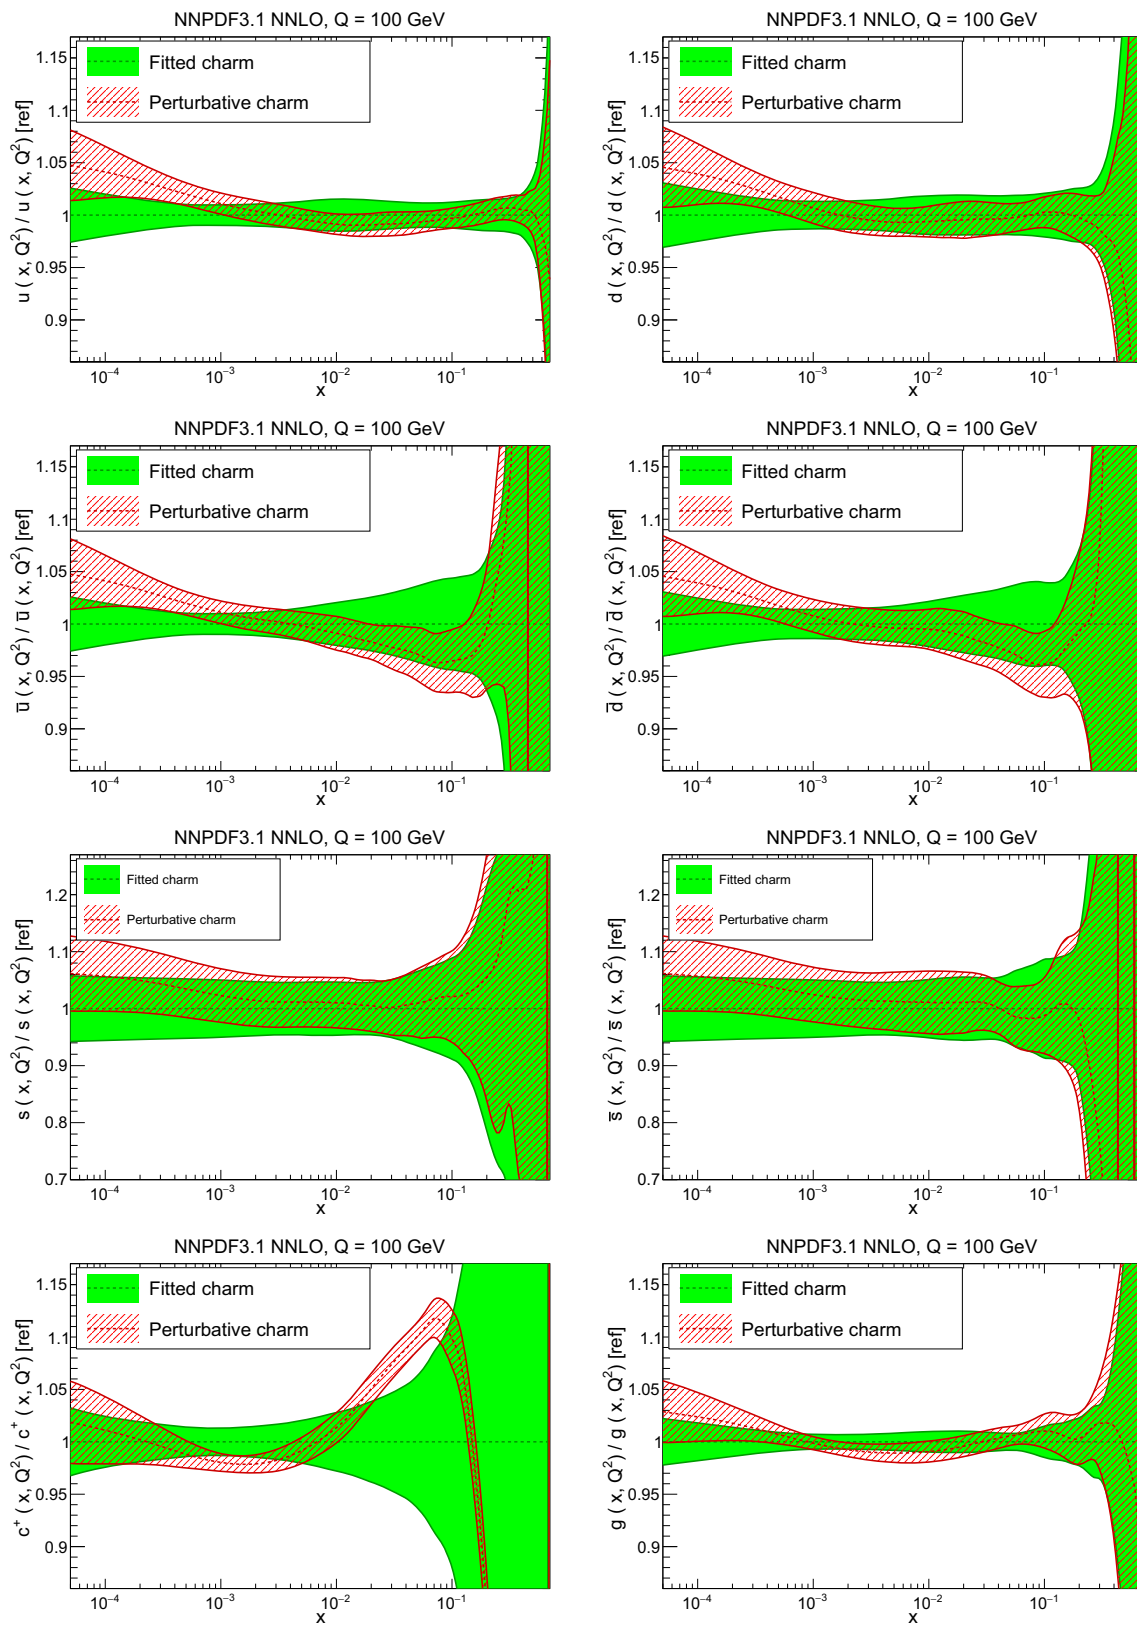 NNPDF3.1 NNLO, Q = 100 GeV
Fitted charm
Perturbative charm
u ( x, Q²) / u ( x, Q²) [ref]
1.15
1.1
1.05
1
0.95
0.9
10⁻⁴ 10⁻³ 10⁻² 10⁻¹
x
NNPDF3.1 NNLO, Q = 100 GeV
Fitted charm
Perturbative charm
d ( x, Q²) / d ( x, Q²) [ref]
1.15
1.1
1.05
1
0.95
0.9
10⁻⁴ 10⁻³ 10⁻² 10⁻¹
x
NNPDF3.1 NNLO, Q = 100 GeV
Fitted charm
Perturbative charm
u̅ ( x, Q²) / u̅ ( x, Q²) [ref]
1.15
1.1
1.05
1
0.95
0.9
10⁻⁴ 10⁻³ 10⁻² 10⁻¹
x
NNPDF3.1 NNLO, Q = 100 GeV
Fitted charm
Perturbative charm
d̅ ( x, Q²) / d̅ ( x, Q²) [ref]
1.15
1.1
1.05
1
0.95
0.9
10⁻⁴ 10⁻³ 10⁻² 10⁻¹
x
NNPDF3.1 NNLO, Q = 100 GeV
Fitted charm
Perturbative charm
s ( x, Q²) / s ( x, Q²) [ref]
1.2
1.1
1
0.9
0.8
0.7
10⁻⁴ 10⁻³ 10⁻² 10⁻¹
x
NNPDF3.1 NNLO, Q = 100 GeV
Fitted charm
Perturbative charm
s̅ ( x, Q²) / s̅ ( x, Q²) [ref]
1.2
1.1
1
0.9
0.8
0.7
10⁻⁴ 10⁻³ 10⁻² 10⁻¹
x
NNPDF3.1 NNLO, Q = 100 GeV
Fitted charm
Perturbative charm
c⁺ ( x, Q²) / c⁺ ( x, Q²) [ref]
1.15
1.1
1.05
1
0.95
0.9
10⁻⁴ 10⁻³ 10⁻² 10⁻¹
x
NNPDF3.1 NNLO, Q = 100 GeV
Fitted charm
Perturbative charm
g ( x, Q²) / g ( x, Q²) [ref]
1.15
1.1
1.05
1
0.95
0.9
10⁻⁴ 10⁻³ 10⁻² 10⁻¹
x